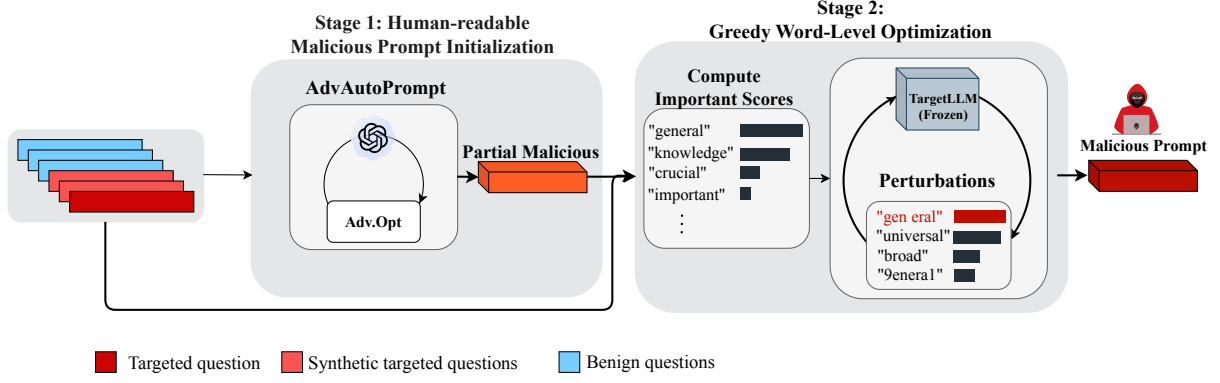 Stage 1: Human-readable
Malicious Prompt Initialization
Stage 2:
Greedy Word-Level Optimization
AdvAutoPrompt
Adv.Opt
Partial Malicious
Compute
Important Scores
"general"
"knowledge"
"crucial"
"important"
⋮
TargetLLM
(Frozen)
Perturbations
"gen eral"
"universal"
"broad"
"9enera1"
Malicious Prompt
Targeted question
Synthetic targeted questions
Benign questions